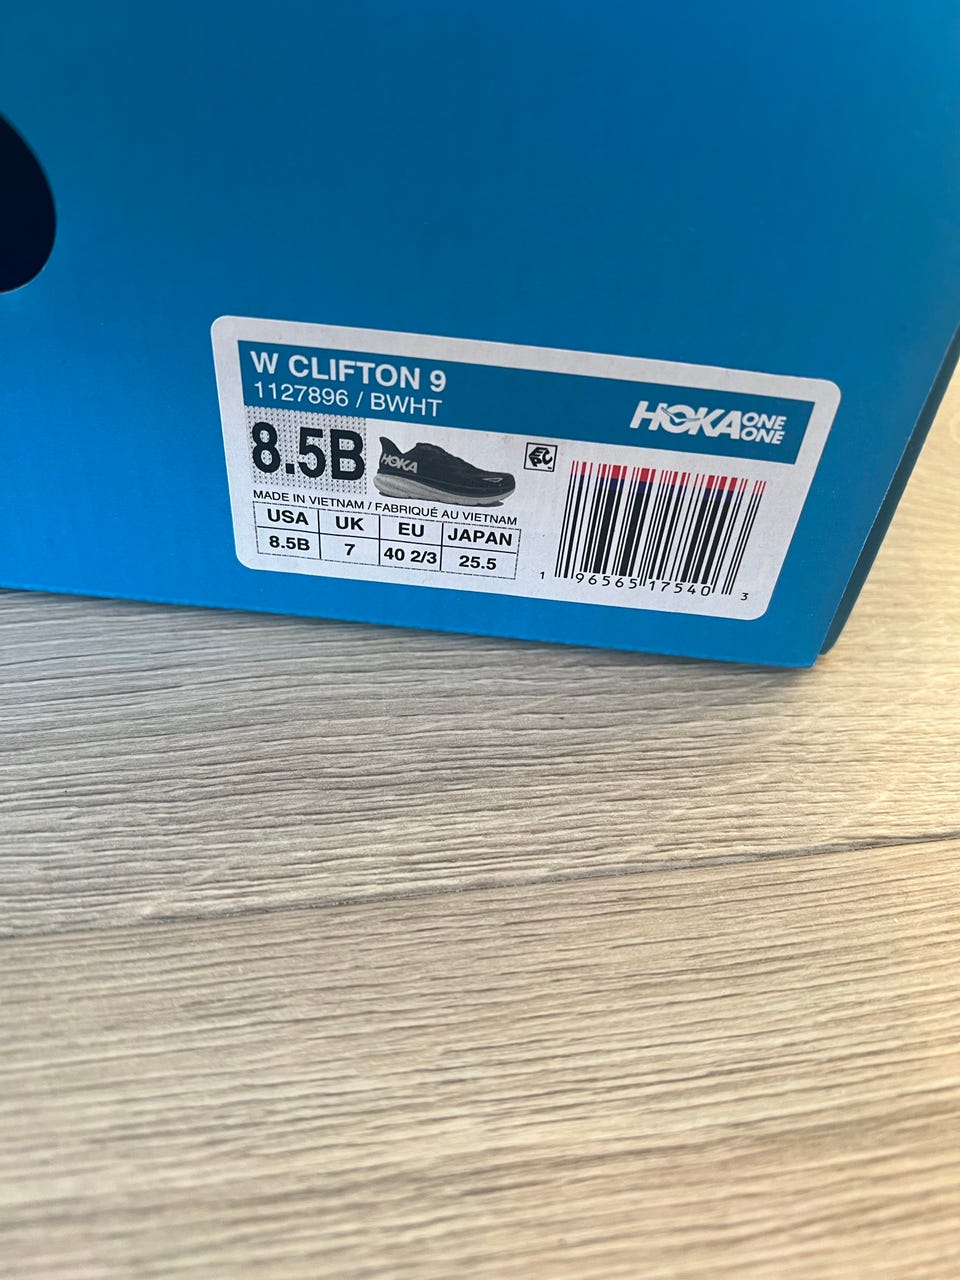 W CLIFTON 9
1127896 / BWHT
HOKA ONE ONE
8.5B
HOKA
MADE IN VIETNAM / FABRIQUÉ AU VIETNAM
USA UK EU JAPAN
8.5B 7 40 2/3 25.5
1 96565 17540 3